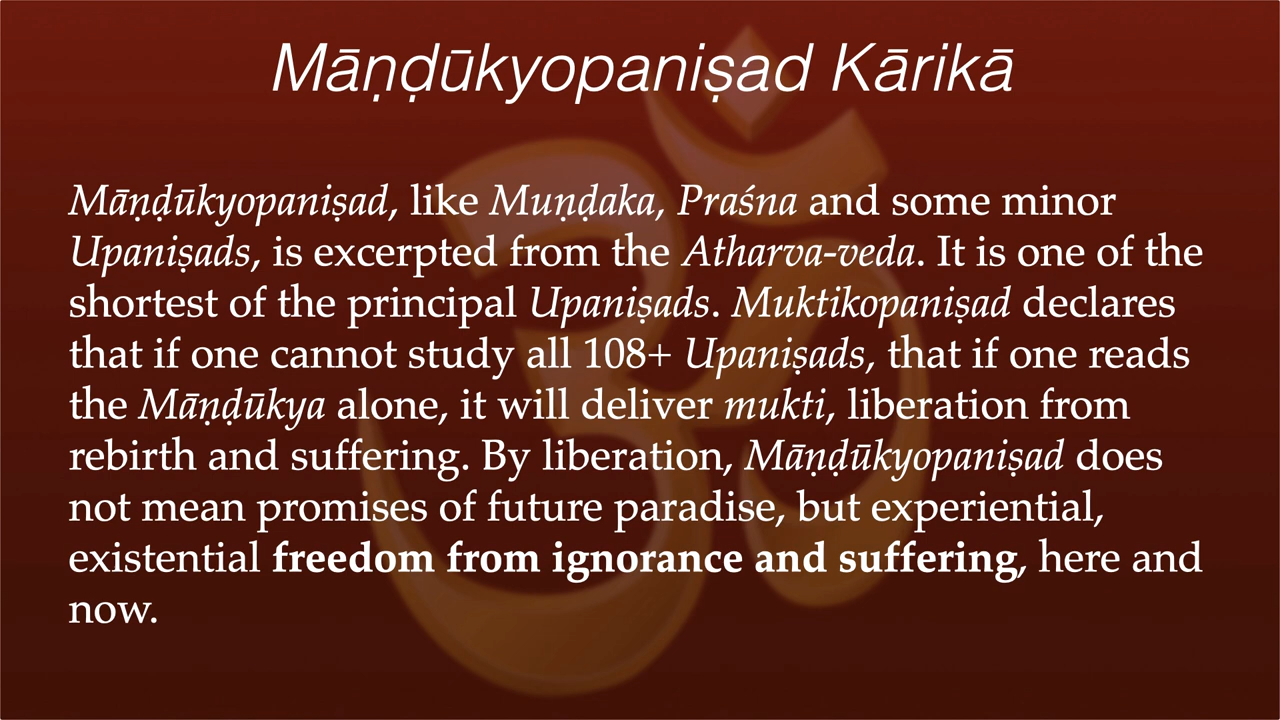 Māṇḍūkyopaniṣad Kārikā
Māṇḍūkyopaniṣad, like Muṇḍaka, Praśna and some minor
Upaniṣads, is excerpted from the Atharva-veda. It is one of the
shortest of the principal Upaniṣads. Muktikopaniṣad declares
that if one cannot study all 108+ Upaniṣads, that if one reads
the Māṇḍūkya alone, it will deliver mukti, liberation from
rebirth and suffering. By liberation, Māṇḍūkyopaniṣad does
not mean promises of future paradise, but experiential,
existential freedom from ignorance and suffering, here and
now.